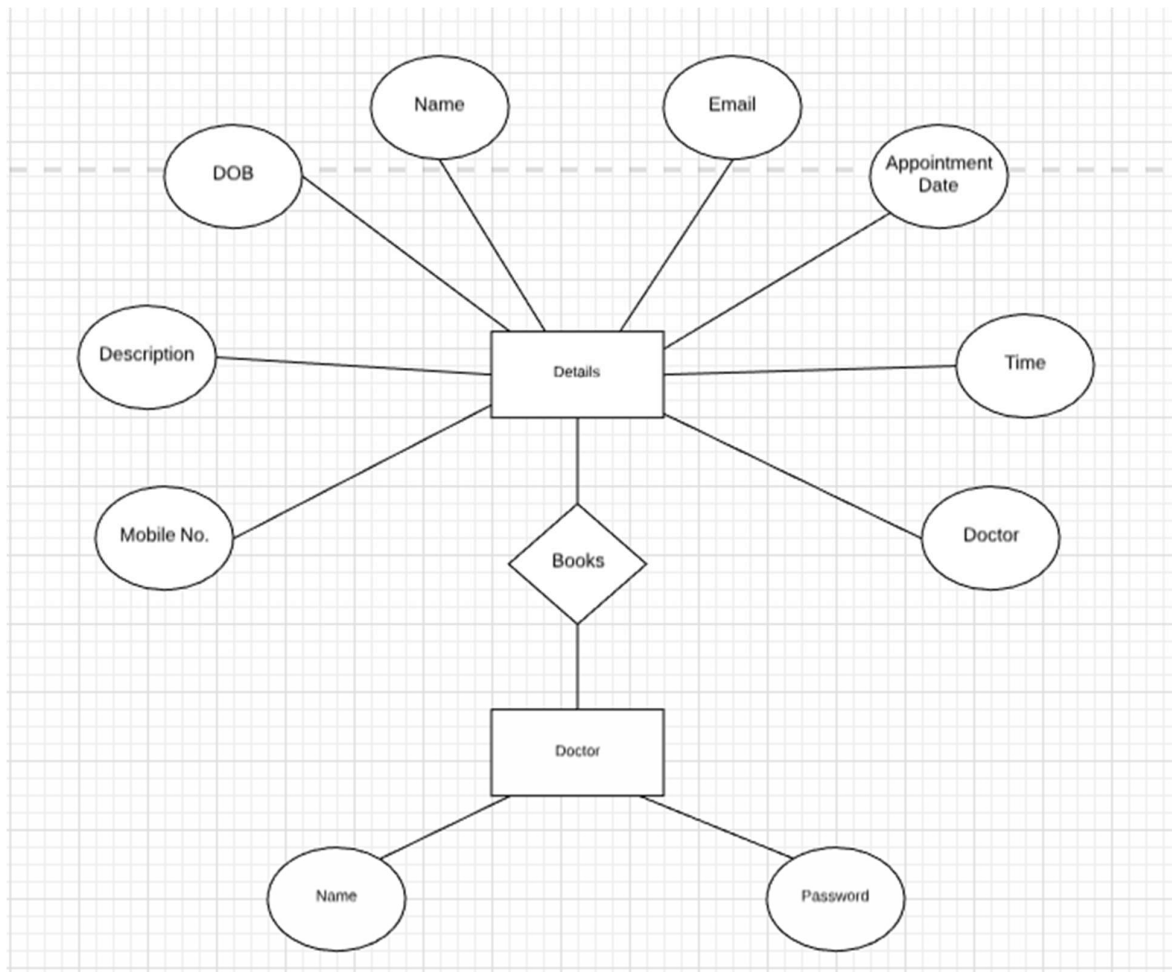 Name
Email
DOB
Appointment
Date
Description
Details
Time
Mobile No.
Books
Doctor
Doctor
Name
Password